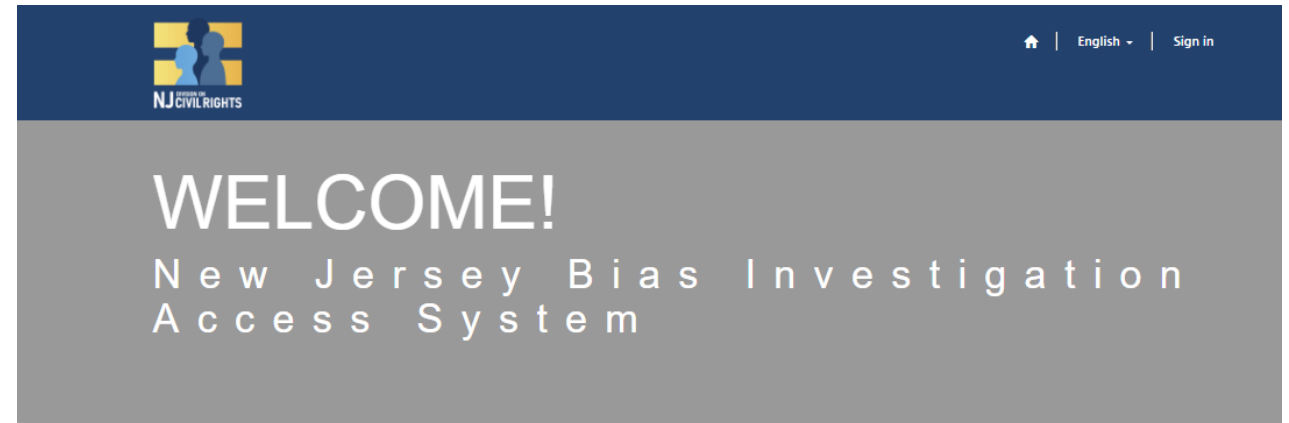 English
Sign in
DIVISION ON
NJ CIVIL RIGHTS
WELCOME!
New Jersey Bias Investigation
Access System